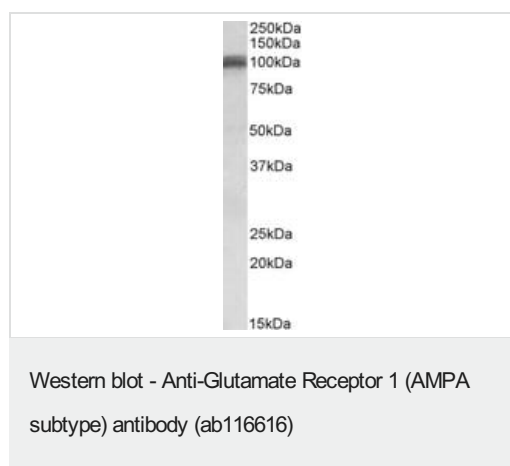 250kDa
150kDa
100kDa
75kDa
50kDa
37kDa
25kDa
20kDa
15kDa
Western blot - Anti-Glutamate Receptor 1 (AMPA
subtype) antibody (ab116616)